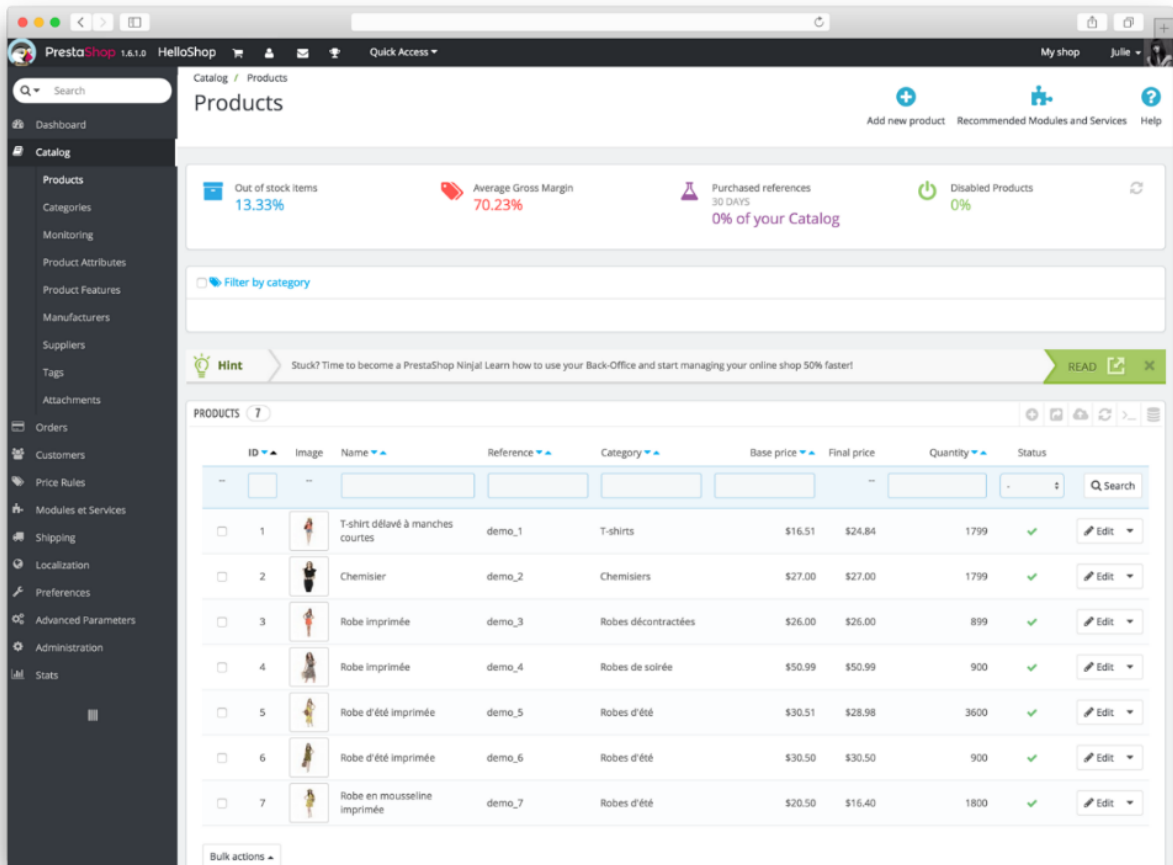 PrestaShop 1.6.1.0 HelloShop Quick Access My shop Julie
Search
Dashboard
Catalog
Products
Categories
Monitoring
Product Attributes
Product Features
Manufacturers
Suppliers
Tags
Attachments
Orders
Customers
Price Rules
Modules et Services
Shipping
Localization
Preferences
Advanced Parameters
Administration
Stats
Catalog / Products
Products
Add new product Recommended Modules and Services Help
Out of stock items
13.33%
Average Gross Margin
70.23%
Purchased references
30 DAYS
0% of your Catalog
Disabled Products
0%
Filter by category
Hint Stuck? Time to become a PrestaShop Ninja! Learn how to use your Back-Office and start managing your online shop 50% faster! READ
PRODUCTS 7
ID Image Name Reference Category Base price Final price Quantity Status
-- -- -- - Search
1 T-shirt délavé à manches courtes demo_1 T-shirts $16.51 $24.84 1799 Edit
2 Chemisier demo_2 Chemisiers $27.00 $27.00 1799 Edit
3 Robe imprimée demo_3 Robes décontractées $26.00 $26.00 899 Edit
4 Robe imprimée demo_4 Robes de soirée $50.99 $50.99 900 Edit
5 Robe d'été imprimée demo_5 Robes d'été $30.51 $28.98 3600 Edit
6 Robe d'été imprimée demo_6 Robes d'été $30.50 $30.50 900 Edit
7 Robe en mousseline imprimée demo_7 Robes d'été $20.50 $16.40 1800 Edit
Bulk actions